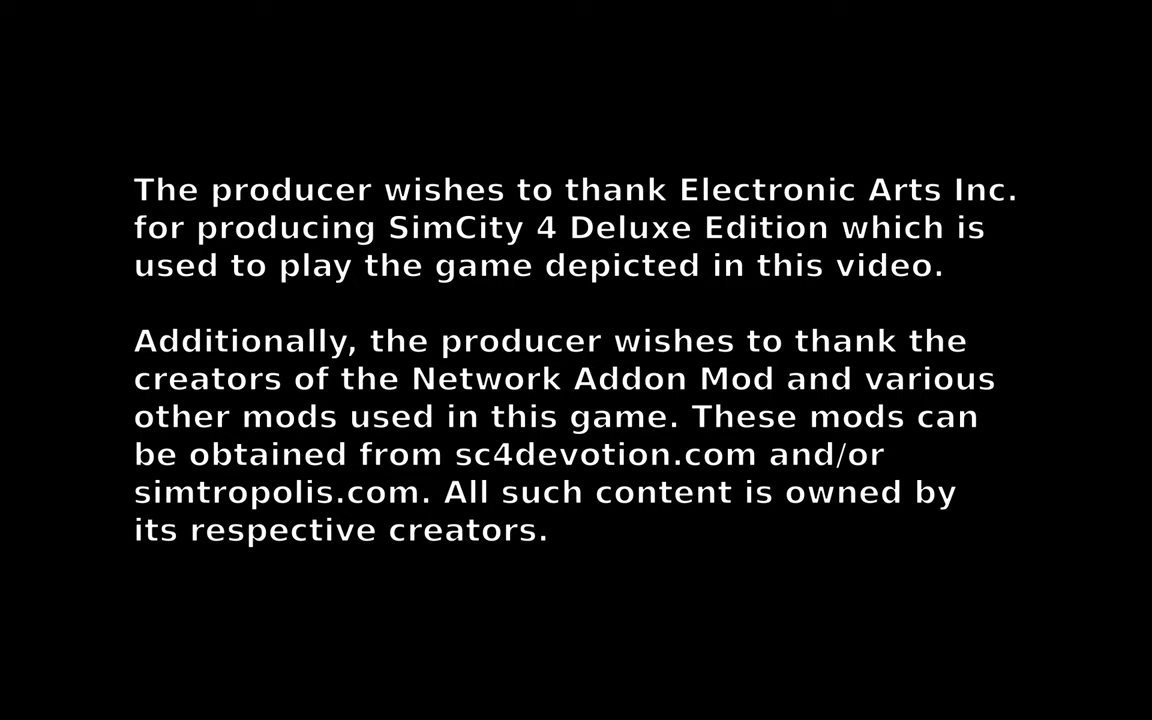 The producer wishes to thank Electronic Arts Inc.
for producing SimCity 4 Deluxe Edition which is
used to play the game depicted in this video.
Additionally, the producer wishes to thank the
creators of the Network Addon Mod and various
other mods used in this game. These mods can
be obtained from sc4devotion.com and/or
simtropolis.com. All such content is owned by
its respective creators.